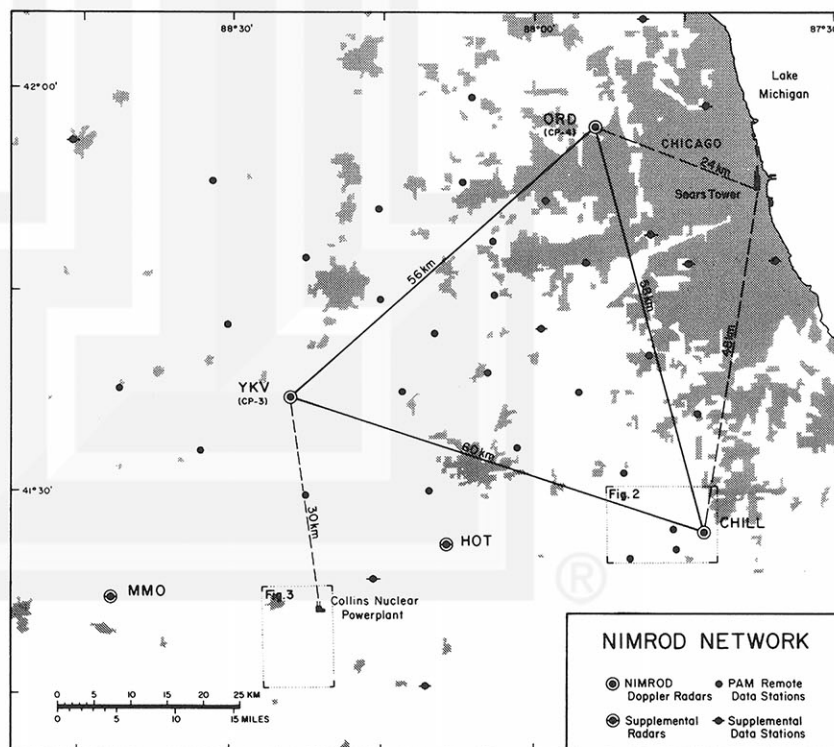 88°30'
88°00'
87°30'
42°00'
Lake
Michigan
ORD
(CP-4)
CHICAGO
24km
Sears Tower
56km
58km
48km
YKV
(CP-3)
60km
41°30'
30km
Fig. 2
CHILL
HOT
MMO
Fig.3
Collins Nuclear
Powerplant
0 5 10 15 20 25 KM
0 5 10 15 MILES
NIMROD NETWORK
NIMROD
Doppler Radars
PAM Remote
Data Stations
Supplemental
Radars
Supplemental
Data Stations
®